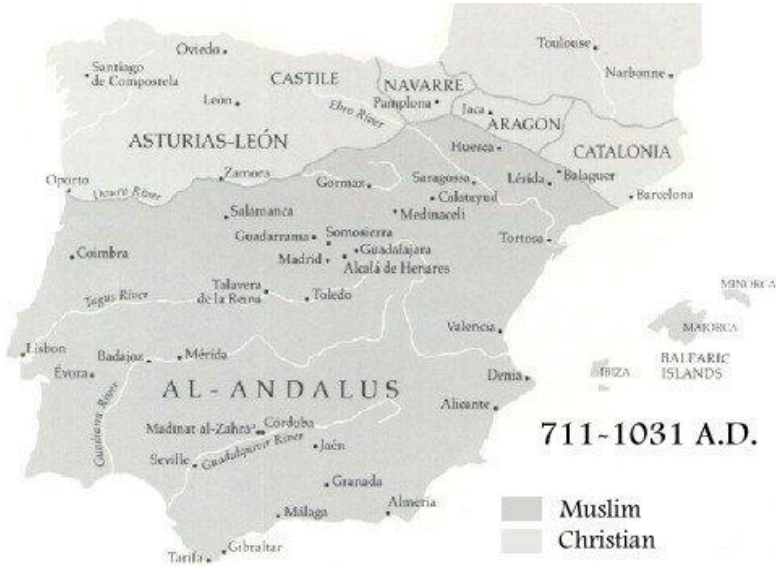 Toulouse
Oviedo
Santiago
de Compostela
CASTILE
NAVARRE
Narbonne
Pamplona
León
Ebro River
Jaca
ARAGON
ASTURIAS-LEÓN
Huesca
CATALONIA
Zamora
Oporto
Douro River
Gormaz
Saragossa
Lérida
Balaguer
Calatayud
Barcelona
Salamanca
Medinaceli
Guadarrama
Somosierra
Tortosa
Coimbra
Guadalajara
Madrid
Alcalá de Henares
Talavera
de la Reina
Toledo
Tagus River
MINORCA
MAJORCA
Valencia
Lisbon
Badajoz
Mérida
IBIZA
BALEARIC
ISLANDS
Évora
Denia
AL-ANDALUS
Alicante
Guadiana River
Madinat al-Zahra
Córdoba
711-1031 A.D.
Seville
Guadalquivir River
Jaén
Granada
Muslim
Málaga
Almeria
Christian
Tarifa
Gibraltar